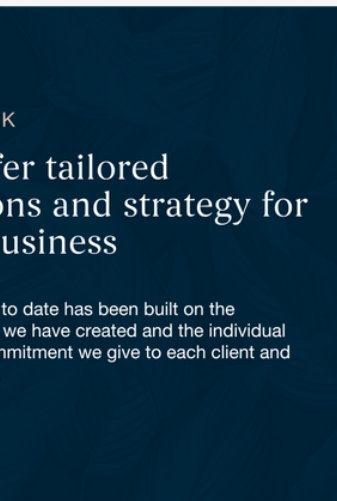 K
fer tailored
ons and strategy for
usiness
to date has been built on the
we have created and the individual
mmitment we give to each client and